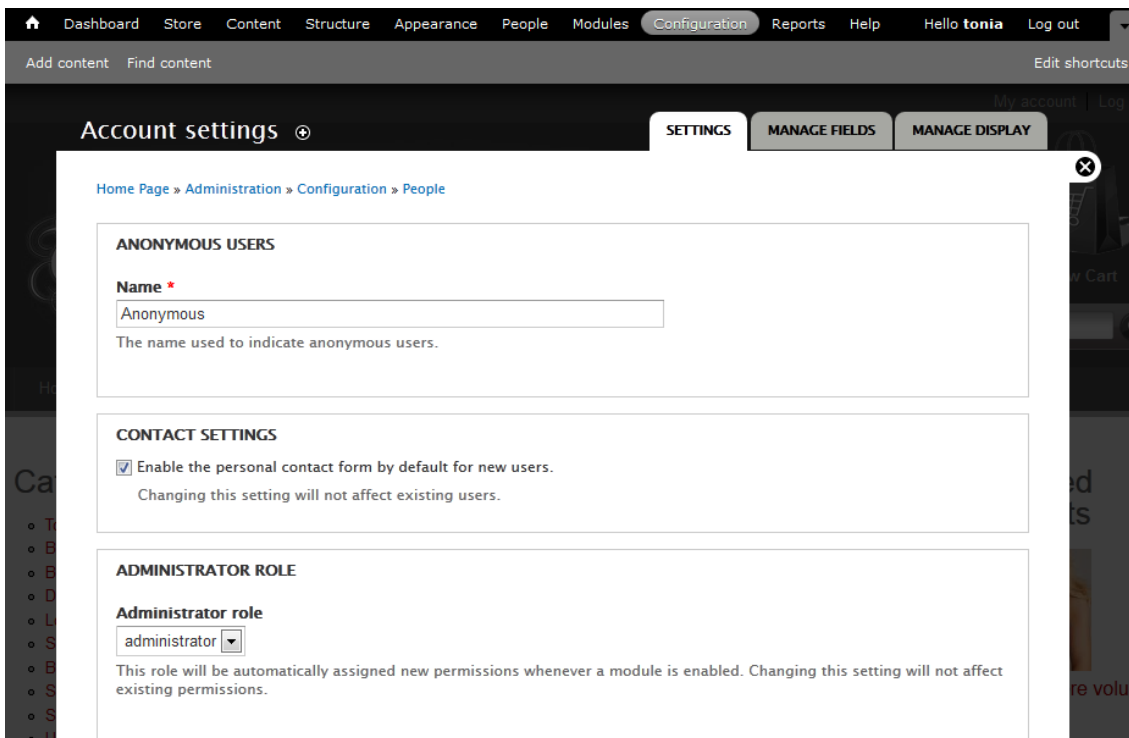 Dashboard Store Content Structure Appearance People Modules Configuration Reports Help Hello tonia Log out
Add content Find content Edit shortcuts
My account Log
Account settings SETTINGS MANAGE FIELDS MANAGE DISPLAY
Home Page » Administration » Configuration » People
ANONYMOUS USERS
Name *
Anonymous
The name used to indicate anonymous users.
Cart
CONTACT SETTINGS
Enable the personal contact form by default for new users.
Changing this setting will not affect existing users.
ADMINISTRATOR ROLE
Administrator role
administrator
This role will be automatically assigned new permissions whenever a module is enabled. Changing this setting will not affect
existing permissions.